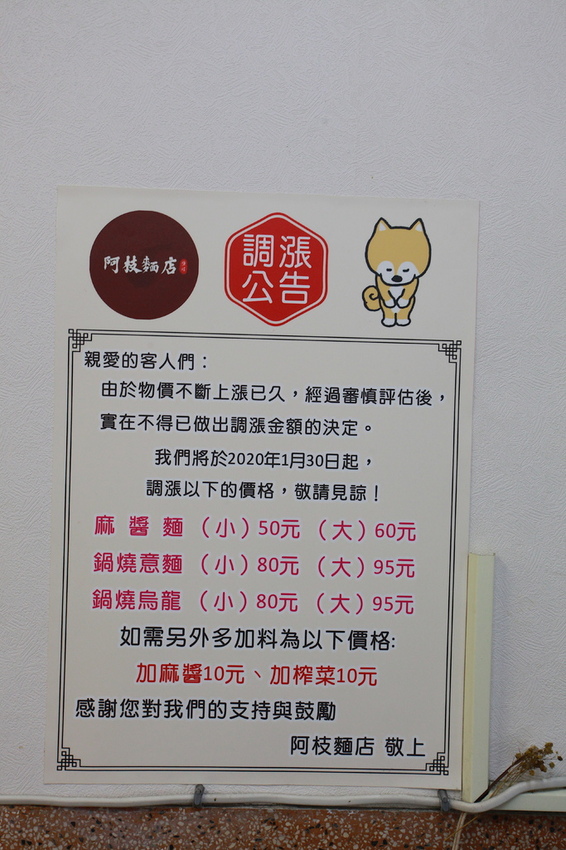 阿枝麵店
調漲
公告
親愛的客人們：
由於物價不斷上漲已久，經過審慎評估後，
實在不得已做出調漲金額的決定。
我們將於2020年1月30日起，
調漲以下的價格，敬請見諒！
麻醬麵（小）50元（大）60元
鍋燒意麵（小）80元（大）95元
鍋燒烏龍（小）80元（大）95元
如需另外多加料為以下價格:
加麻醬10元、加榨菜10元
感謝您對我們的支持與鼓勵
阿枝麵店 敬上